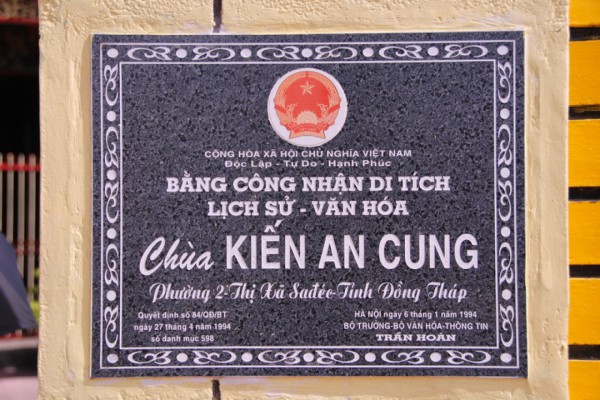 CỘNG HÒA XÃ HỘI CHỦ NGHĨA VIỆT NAM
Độc Lập - Tự Do - Hạnh Phúc
BẰNG CÔNG NHẬN DI TÍCH
LỊCH SỬ - VĂN HÓA
Chùa KIẾN AN CUNG
Phường 2-Thị Xã Sađéc-Tỉnh Đồng Tháp
Quyết định số 84/QĐ/BT
ngày 27 tháng 4 năm 1994
số danh mục 598
HÀ NỘI ngày 6 tháng 1 năm 1994
BỘ TRƯỞNG-BỘ VĂN HÓA-THÔNG TIN
TRẦN HOÀN